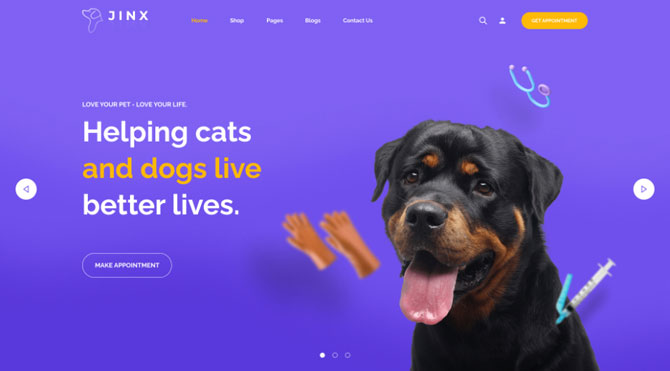 JINX
Home Shop Pages Blogs Contact Us
GET APPOINTMENT
LOVE YOUR PET - LOVE YOUR LIFE.
Helping cats
and dogs live
better lives.
MAKE APPOINTMENT